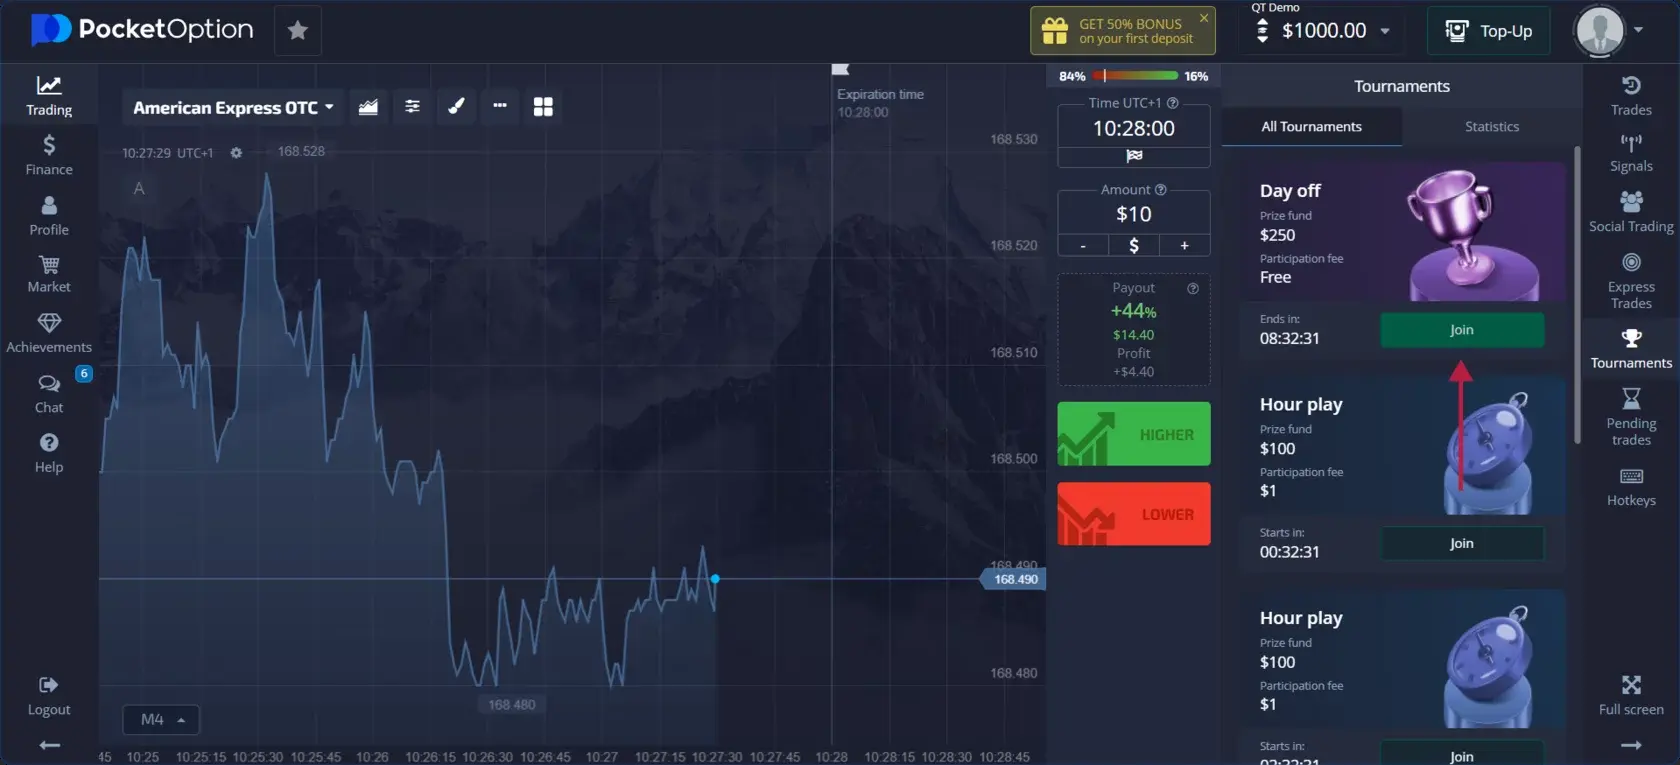 PocketOption
GET 50% BONUS
on your first deposit
QT Demo
$1000.00
Top-Up
Trading
Finance
Profile
Market
Achievements
6
Chat
Help
Logout
American Express OTC
10:27:29 UTC+1
168.528
A
Expiration time
10:28:00
168.530
168.520
168.510
168.500
168.490
168.490
168.480
168.480
M4
45 10:25 10:25:15 10:25:30 10:25:45 10:26 10:26:15 10:26:30 10:26:45 10:27 10:27:15 10:27:30 10:27:45 10:28 10:28:15 10:28:30 10:28:45
84% 16%
Time UTC+1
10:28:00
Amount
$10
- $ +
Payout
+44%
$14.40
Profit
+$4.40
HIGHER
LOWER
Tournaments
All Tournaments Statistics
Day off
Prize fund
$250
Participation fee
Free
Ends in:
08:32:31
Join
Hour play
Prize fund
$100
Participation fee
$1
Starts in:
00:32:31
Join
Hour play
Prize fund
$100
Participation fee
$1
Starts in:
Join
Trades
Signals
Social Trading
Express
Trades
Tournaments
Pending
trades
Hotkeys
Full screen